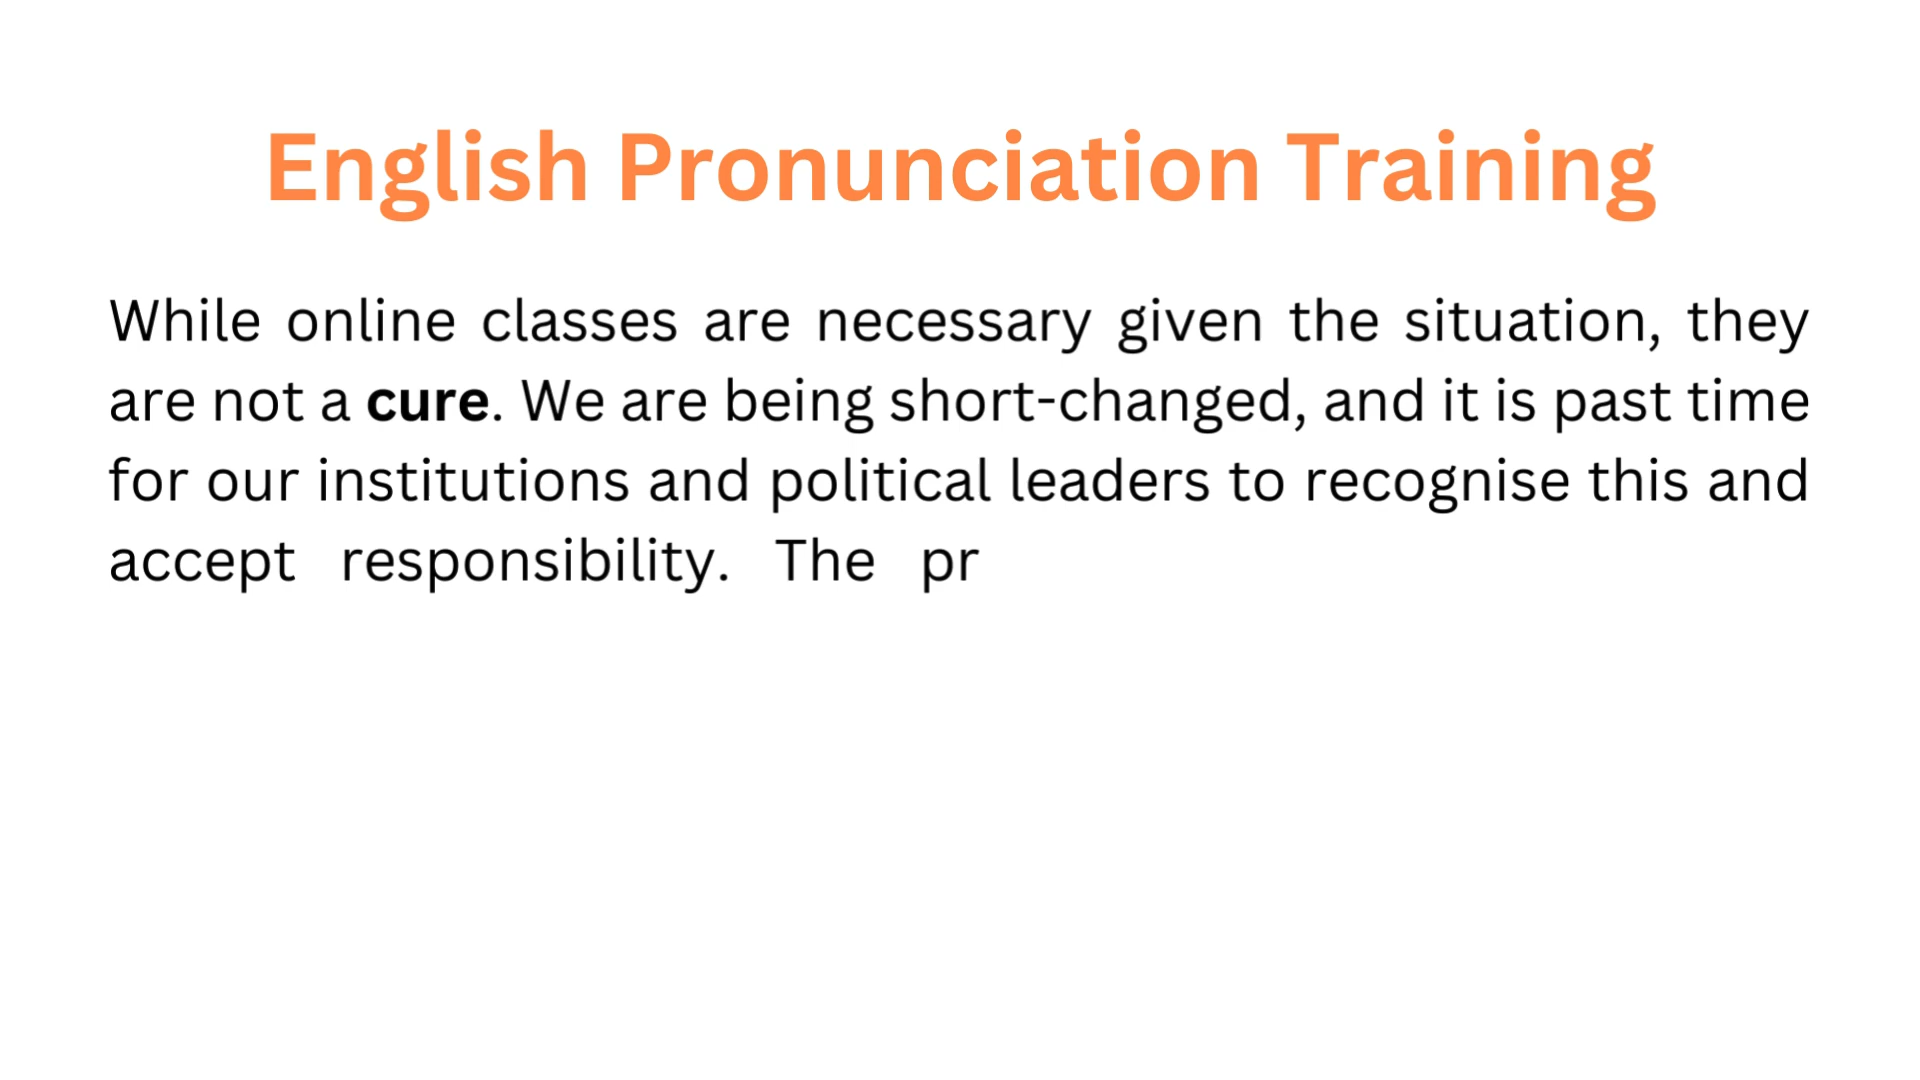 English Pronunciation Training
While online classes are necessary given the situation, they
are not a cure. We are being short-changed, and it is past time
for our institutions and political leaders to recognise this and
accept responsibility. The pr